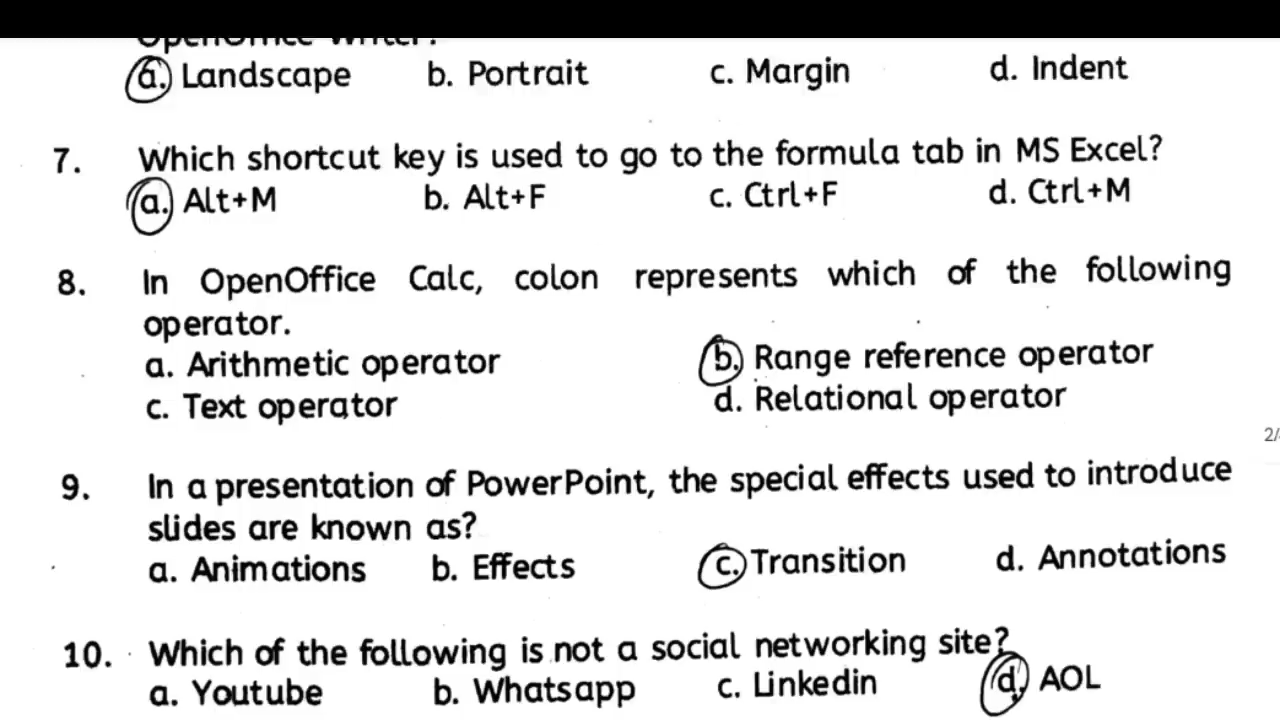 OpenOffice Writer?
a. Landscape b. Portrait c. Margin d. Indent
7. Which shortcut key is used to go to the formula tab in MS Excel?
a. Alt+M b. Alt+F c. Ctrl+F d. Ctrl+M
8. In OpenOffice Calc, colon represents which of the following
operator.
a. Arithmetic operator b. Range reference operator
c. Text operator d. Relational operator
2/
9. In a presentation of PowerPoint, the special effects used to introduce
slides are known as?
a. Animations b. Effects c. Transition d. Annotations
10. Which of the following is not a social networking site?
a. Youtube b. Whatsapp c. Linkedin d. AOL